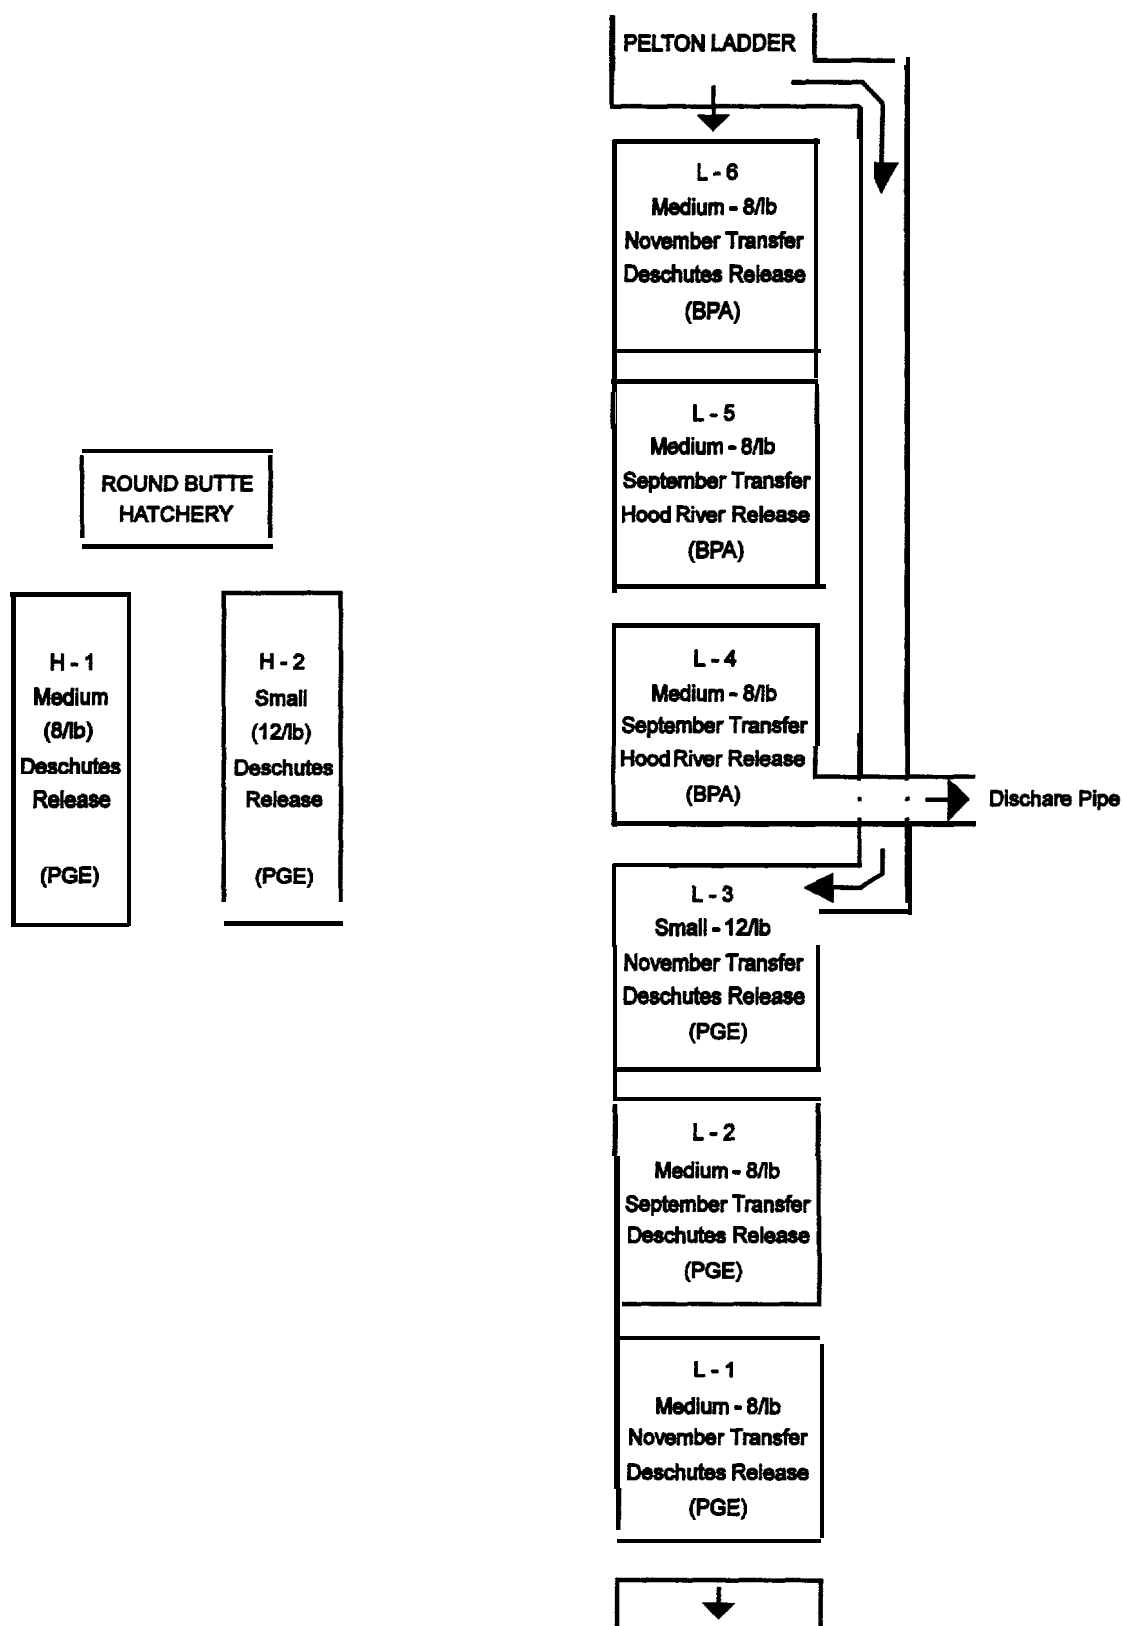 PELTON LADDER
L - 6
Medium - 8/lb
November Transfer
Deschutes Release
(BPA)
L - 5
Medium - 8/lb
September Transfer
Hood River Release
(BPA)
ROUND BUTTE
HATCHERY
H - 1
Medium
(8/lb)
Deschutes
Release
(PGE)
H - 2
Small
(12/lb)
Deschutes
Release
(PGE)
L - 4
Medium - 8/lb
September Transfer
Hood River Release
(BPA)
Dischare Pipe
L - 3
Small - 12/lb
November Transfer
Deschutes Release
(PGE)
L - 2
Medium - 8/lb
September Transfer
Deschutes Release
(PGE)
L - 1
Medium - 8/lb
November Transfer
Deschutes Release
(PGE)